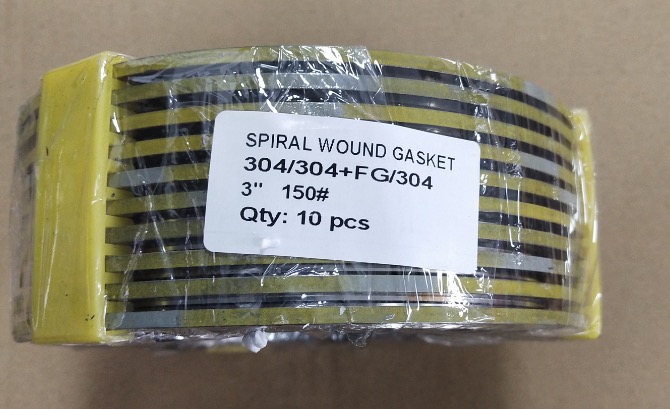 SPIRAL WOUND GASKET
304/304+FG/304
3" 150#
Qty: 10 pcs